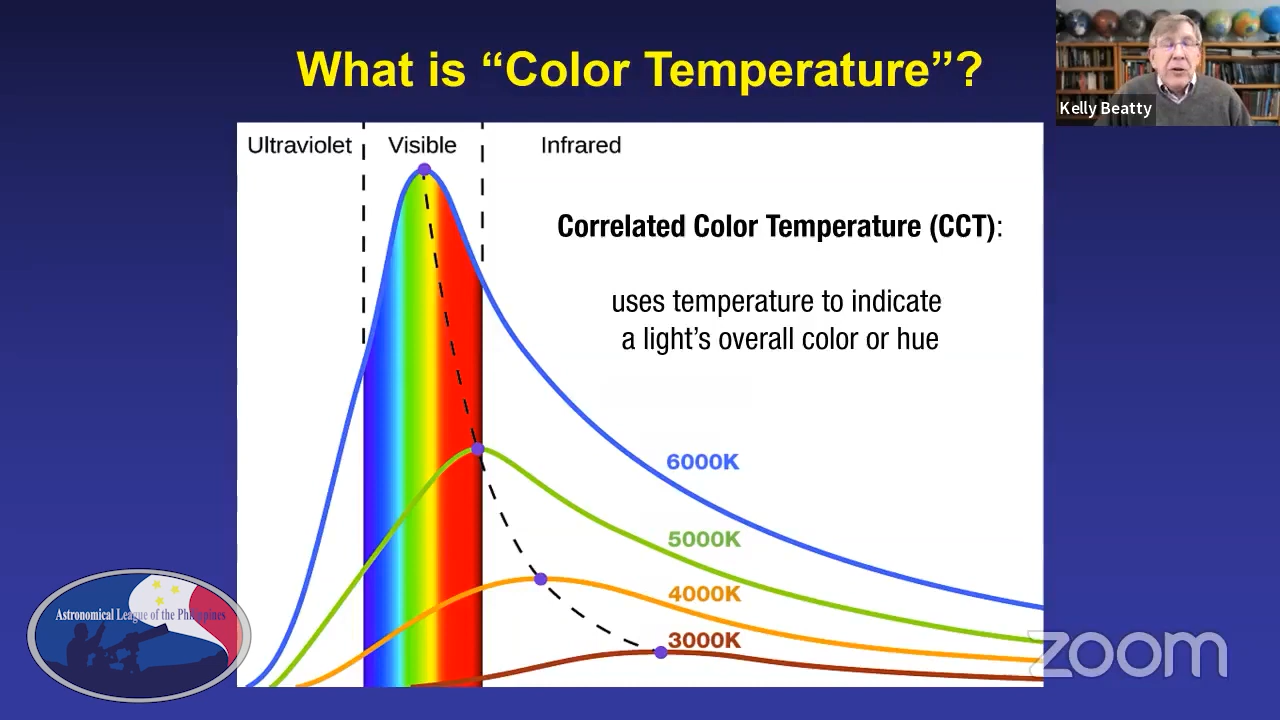 What is “Color Temperature”?
Kelly Beatty
Ultraviolet
Visible
Infrared
Correlated Color Temperature (CCT):
uses temperature to indicate
a light’s overall color or hue
6000K
5000K
4000K
3000K
Astronomical League of the Philippines
zoom